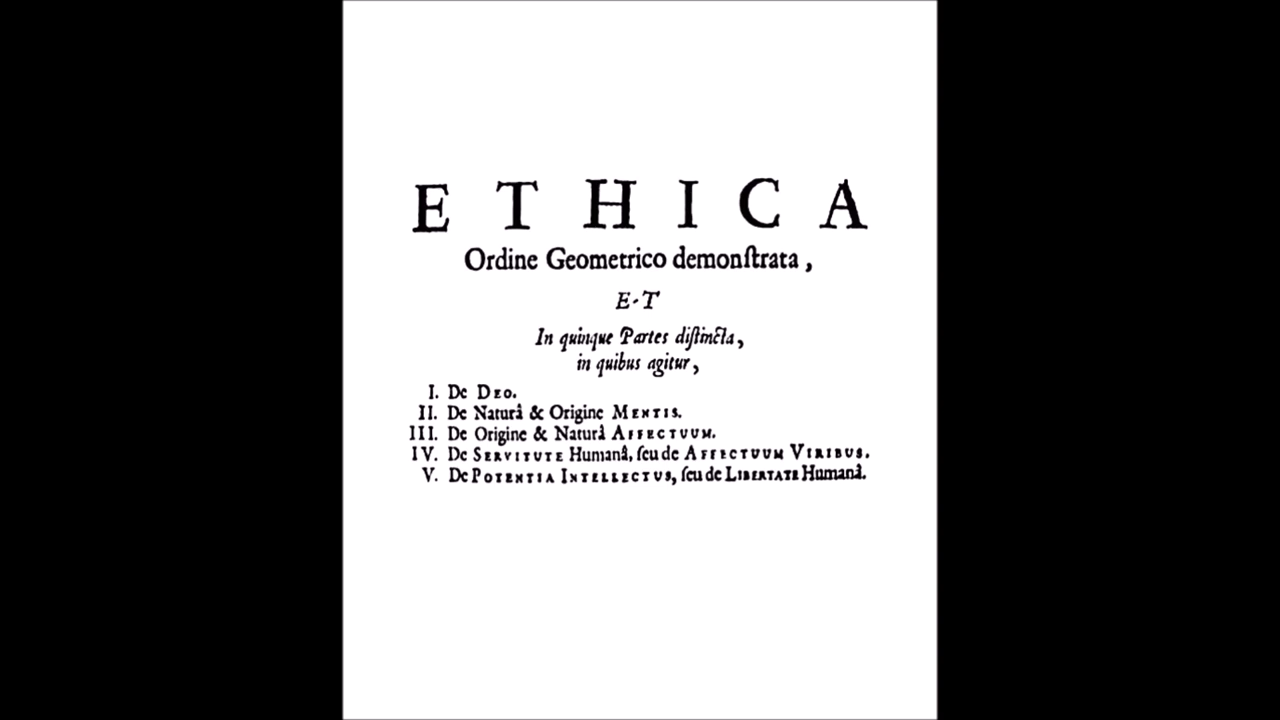 ETHICA
Ordine Geometrico demonſtrata,
E-T
In quinque Partes diſtincta,
in quibus agitur,
I. De DEO.
II. De Naturâ & Origine MENTIS.
III. De Origine & Naturâ AFFECTUUM.
IV. De SERVITUTE Humanâ, ſeu de AFFECTUUM VIRIBUS.
V. De POTENTIA INTELLECTUS, ſeu de LIBERTATE Humanâ.